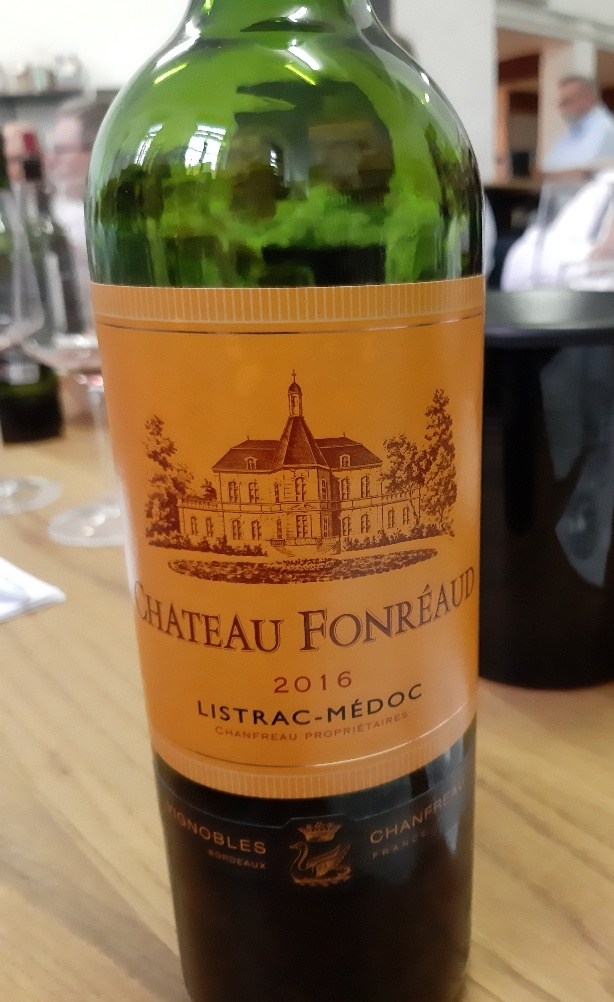 CHATEAU FONRÉAUD
2016
LISTRAC-MÉDOC
CHANFREAU PROPRIÉTAIRES
VIGNOBLES CHANFREAU
BORDEAUX FRANCE